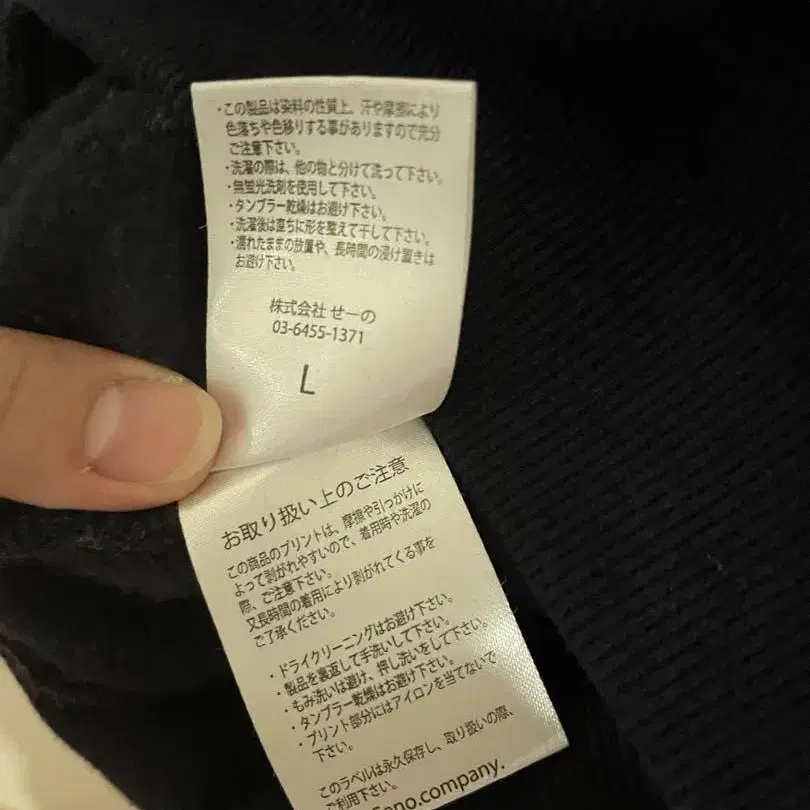 ・この製品は染料の性質上、汗や摩擦により
色落ちや色移りする事がありますので充分
ご注意下さい。
・洗濯の際は、他の物と分けて洗って下さい。
・無蛍光洗剤を使用して下さい。
・タンブラー乾燥はお避け下さい。
・洗濯後は直ちに形を整えて干して下さい。
・濡れたままの放置や、長時間の浸け置きは
お避け下さい。
株式会社 せーの
03-6455-1371
L
お取り扱い上のご注意
この商品のプリントは、摩擦や引つかけに
よって剥がれやすいので、着用時や洗濯の
際、ご注意下さい。
又長時間の着用により剥がれてくる事を
ご了承ください。
・ドライクリーニングはお避け下さい。
・製品を裏返して手洗いして下さい。
・もみ洗いは避け、押し洗いをして下さい。
・タンブラー乾燥はお避け下さい。
・プリント部分にはアイロンを当てないで
下さい。
このラベルは永久保存し、取り扱いの際、
ご利用下さい。
eno.company.